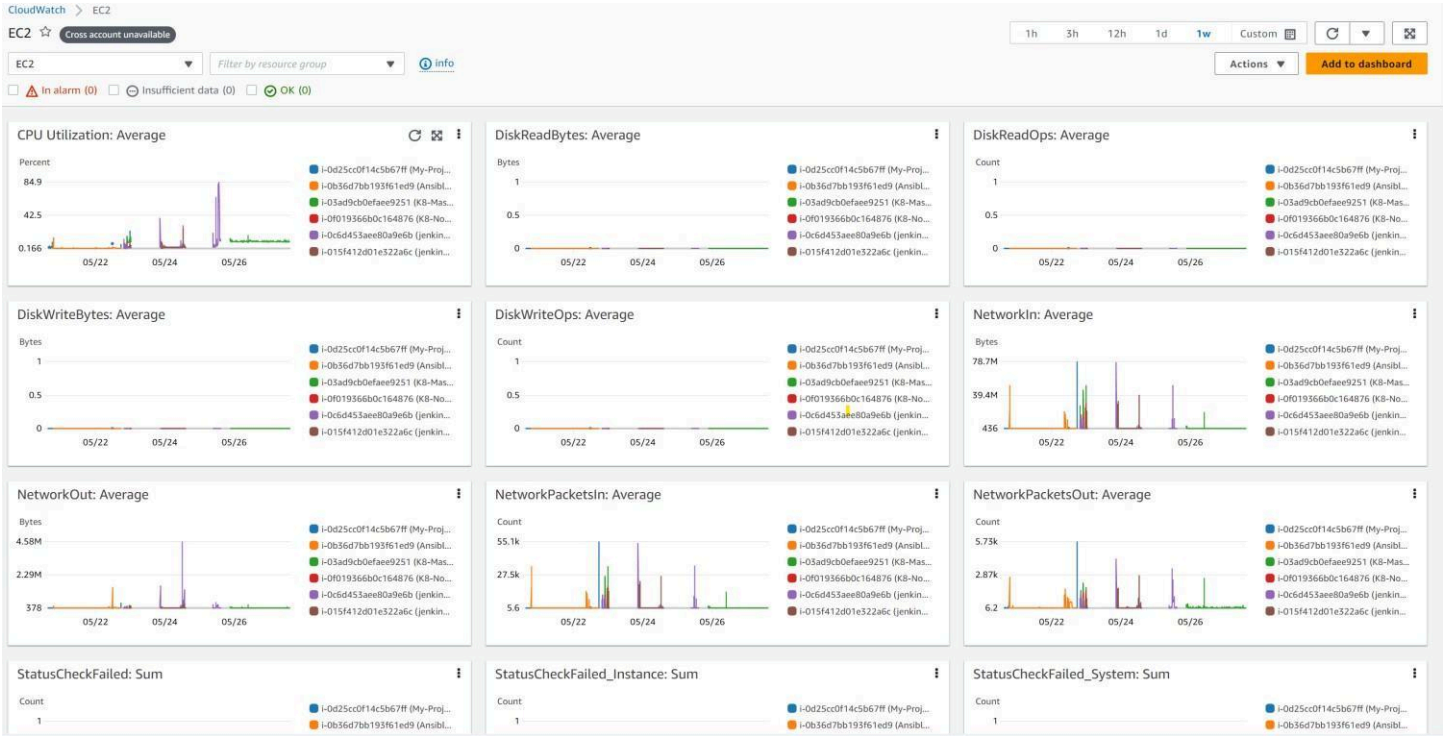 CloudWatch > EC2
EC2 Cross account unavailable
1h 3h 12h 1d 1w Custom
EC2 Filter by resource group info
Actions Add to dashboard
In alarm (0) Insufficient data (0) OK (0)
CPU Utilization: Average
Percent
84.9
42.5
0.166
05/22 05/24 05/26
i-0d25cc0f14c5b67ff (My-Proj...
i-0b36d7bb193f61ed9 (Ansibl...
i-03ad9cb0efaee9251 (K8-Mas...
i-0f019366b0c164876 (K8-No...
i-0c6d453aee80a9e6b (jenkin...
i-015f412d01e322a6c (jenkin...
DiskReadBytes: Average
Bytes
1
0.5
0
05/22 05/24 05/26
i-0d25cc0f14c5b67ff (My-Proj...
i-0b36d7bb193f61ed9 (Ansibl...
i-03ad9cb0efaee9251 (K8-Mas...
i-0f019366b0c164876 (K8-No...
i-0c6d453aee80a9e6b (jenkin...
i-015f412d01e322a6c (jenkin...
DiskReadOps: Average
Count
1
0.5
0
05/22 05/24 05/26
i-0d25cc0f14c5b67ff (My-Proj...
i-0b36d7bb193f61ed9 (Ansibl...
i-03ad9cb0efaee9251 (K8-Mas...
i-0f019366b0c164876 (K8-No...
i-0c6d453aee80a9e6b (jenkin...
i-015f412d01e322a6c (jenkin...
DiskWriteBytes: Average
Bytes
1
0.5
0
05/22 05/24 05/26
i-0d25cc0f14c5b67ff (My-Proj...
i-0b36d7bb193f61ed9 (Ansibl...
i-03ad9cb0efaee9251 (K8-Mas...
i-0f019366b0c164876 (K8-No...
i-0c6d453aee80a9e6b (jenkin...
i-015f412d01e322a6c (jenkin...
DiskWriteOps: Average
Count
1
0.5
0
05/22 05/24 05/26
i-0d25cc0f14c5b67ff (My-Proj...
i-0b36d7bb193f61ed9 (Ansibl...
i-03ad9cb0efaee9251 (K8-Mas...
i-0f019366b0c164876 (K8-No...
i-0c6d453aee80a9e6b (jenkin...
i-015f412d01e322a6c (jenkin...
NetworkIn: Average
Bytes
78.7M
39.4M
436
05/22 05/24 05/26
i-0d25cc0f14c5b67ff (My-Proj...
i-0b36d7bb193f61ed9 (Ansibl...
i-03ad9cb0efaee9251 (K8-Mas...
i-0f019366b0c164876 (K8-No...
i-0c6d453aee80a9e6b (jenkin...
i-015f412d01e322a6c (jenkin...
NetworkOut: Average
Bytes
4.58M
2.29M
378
05/22 05/24 05/26
i-0d25cc0f14c5b67ff (My-Proj...
i-0b36d7bb193f61ed9 (Ansibl...
i-03ad9cb0efaee9251 (K8-Mas...
i-0f019366b0c164876 (K8-No...
i-0c6d453aee80a9e6b (jenkin...
i-015f412d01e322a6c (jenkin...
NetworkPacketsIn: Average
Count
55.1k
27.5k
5.6
05/22 05/24 05/26
i-0d25cc0f14c5b67ff (My-Proj...
i-0b36d7bb193f61ed9 (Ansibl...
i-03ad9cb0efaee9251 (K8-Mas...
i-0f019366b0c164876 (K8-No...
i-0c6d453aee80a9e6b (jenkin...
i-015f412d01e322a6c (jenkin...
NetworkPacketsOut: Average
Count
5.73k
2.87k
6.2
05/22 05/24 05/26
i-0d25cc0f14c5b67ff (My-Proj...
i-0b36d7bb193f61ed9 (Ansibl...
i-03ad9cb0efaee9251 (K8-Mas...
i-0f019366b0c164876 (K8-No...
i-0c6d453aee80a9e6b (jenkin...
i-015f412d01e322a6c (jenkin...
StatusCheckFailed: Sum
Count
1
i-0d25cc0f14c5b67ff (My-Proj...
i-0b36d7bb193f61ed9 (Ansibl...
StatusCheckFailed_Instance: Sum
Count
1
i-0d25cc0f14c5b67ff (My-Proj...
i-0b36d7bb193f61ed9 (Ansibl...
StatusCheckFailed_System: Sum
Count
1
i-0d25cc0f14c5b67ff (My-Proj...
i-0b36d7bb193f61ed9 (Ansibl...